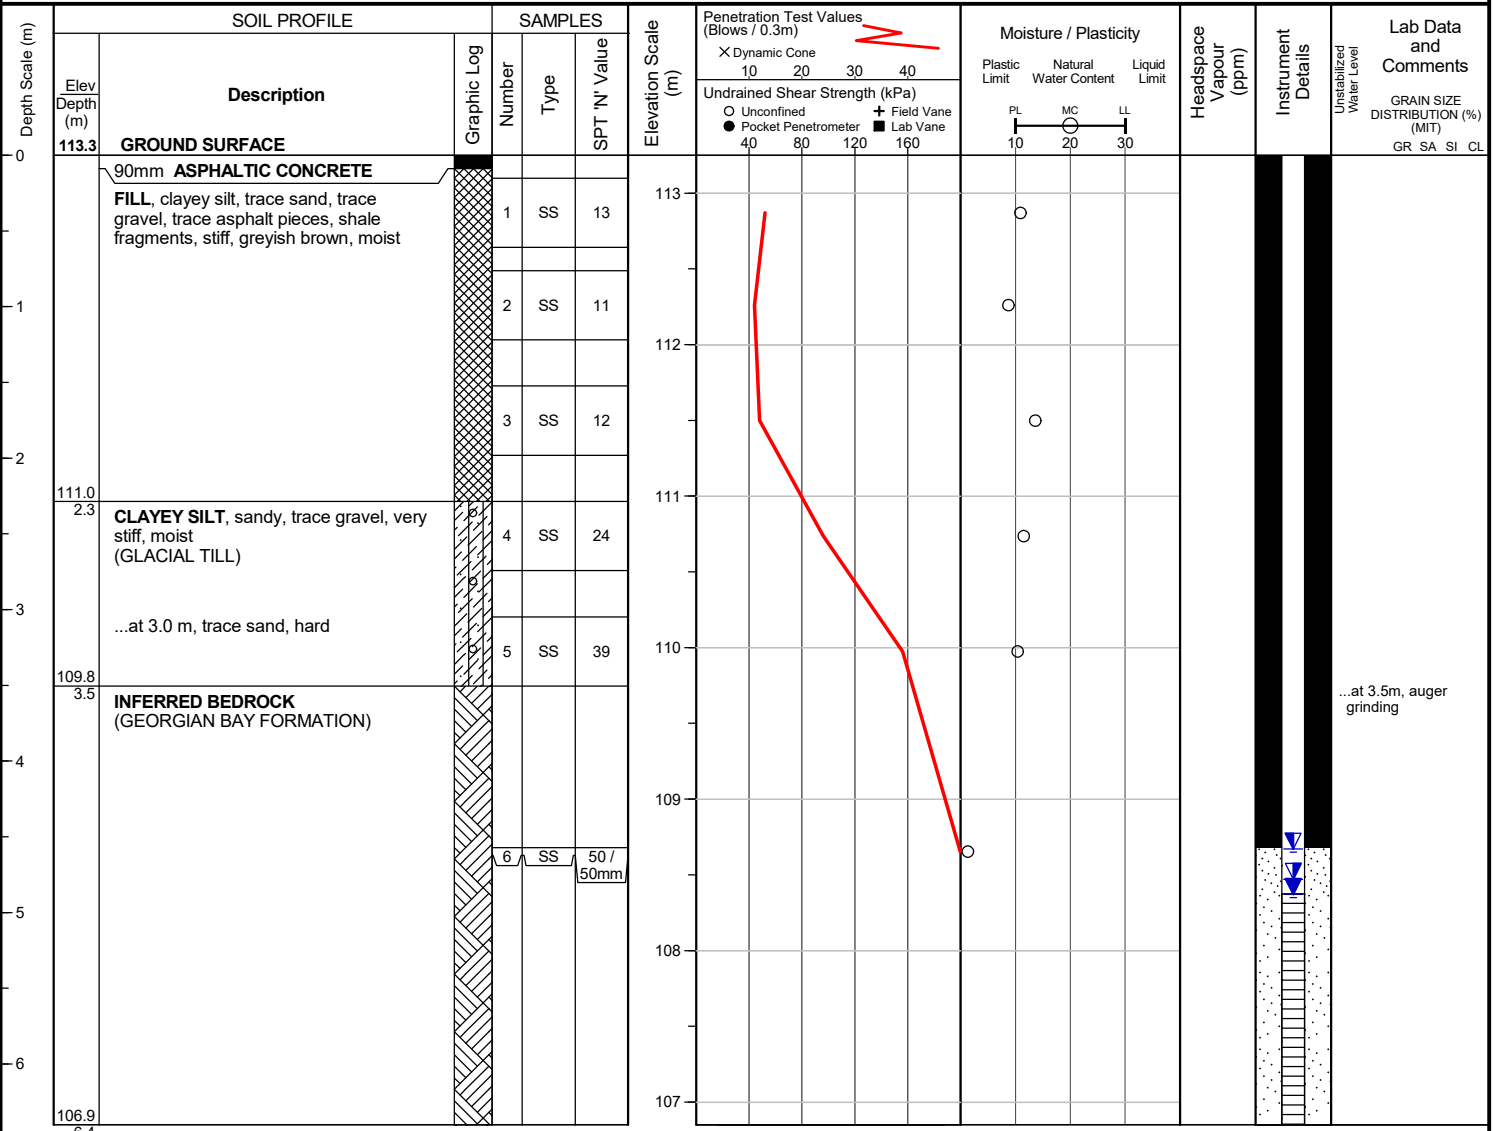 SOIL PROFILE
SAMPLES
Depth Scale (m)
Elev
Depth
(m)
Description
Graphic Log
Number
Type
SPT 'N' Value
Elevation Scale
(m)
Penetration Test Values
(Blows / 0.3m)
× Dynamic Cone
10 20 30 40
Undrained Shear Strength (kPa)
Unconfined
Field Vane
Pocket Penetrometer
Lab Vane
40 80 120 160
Moisture / Plasticity
Plastic
Limit
Natural
Water Content
Liquid
Limit
PL MC LL
10 20 30
Headspace
Vapour
(ppm)
Instrument
Details
Unstabilized
Water Level
Lab Data
and
Comments
GRAIN SIZE
DISTRIBUTION (%)
(MIT)
GR SA SI CL
113.3 GROUND SURFACE
0
90mm ASPHALTIC CONCRETE
FILL, clayey silt, trace sand, trace
gravel, trace asphalt pieces, shale
fragments, stiff, greyish brown, moist
1 SS 13
113
1
2 SS 11
112
3 SS 12
2
111.0
2.3
111
CLAYEY SILT, sandy, trace gravel, very
stiff, moist
(GLACIAL TILL)
4 SS 24
3
...at 3.0 m, trace sand, hard
5 SS 39
110
109.8
3.5
INFERRED BEDROCK
(GEORGIAN BAY FORMATION)
...at 3.5m, auger
grinding
4
109
6 SS 50 /
50mm
5
108
6
107
106.9
6.4